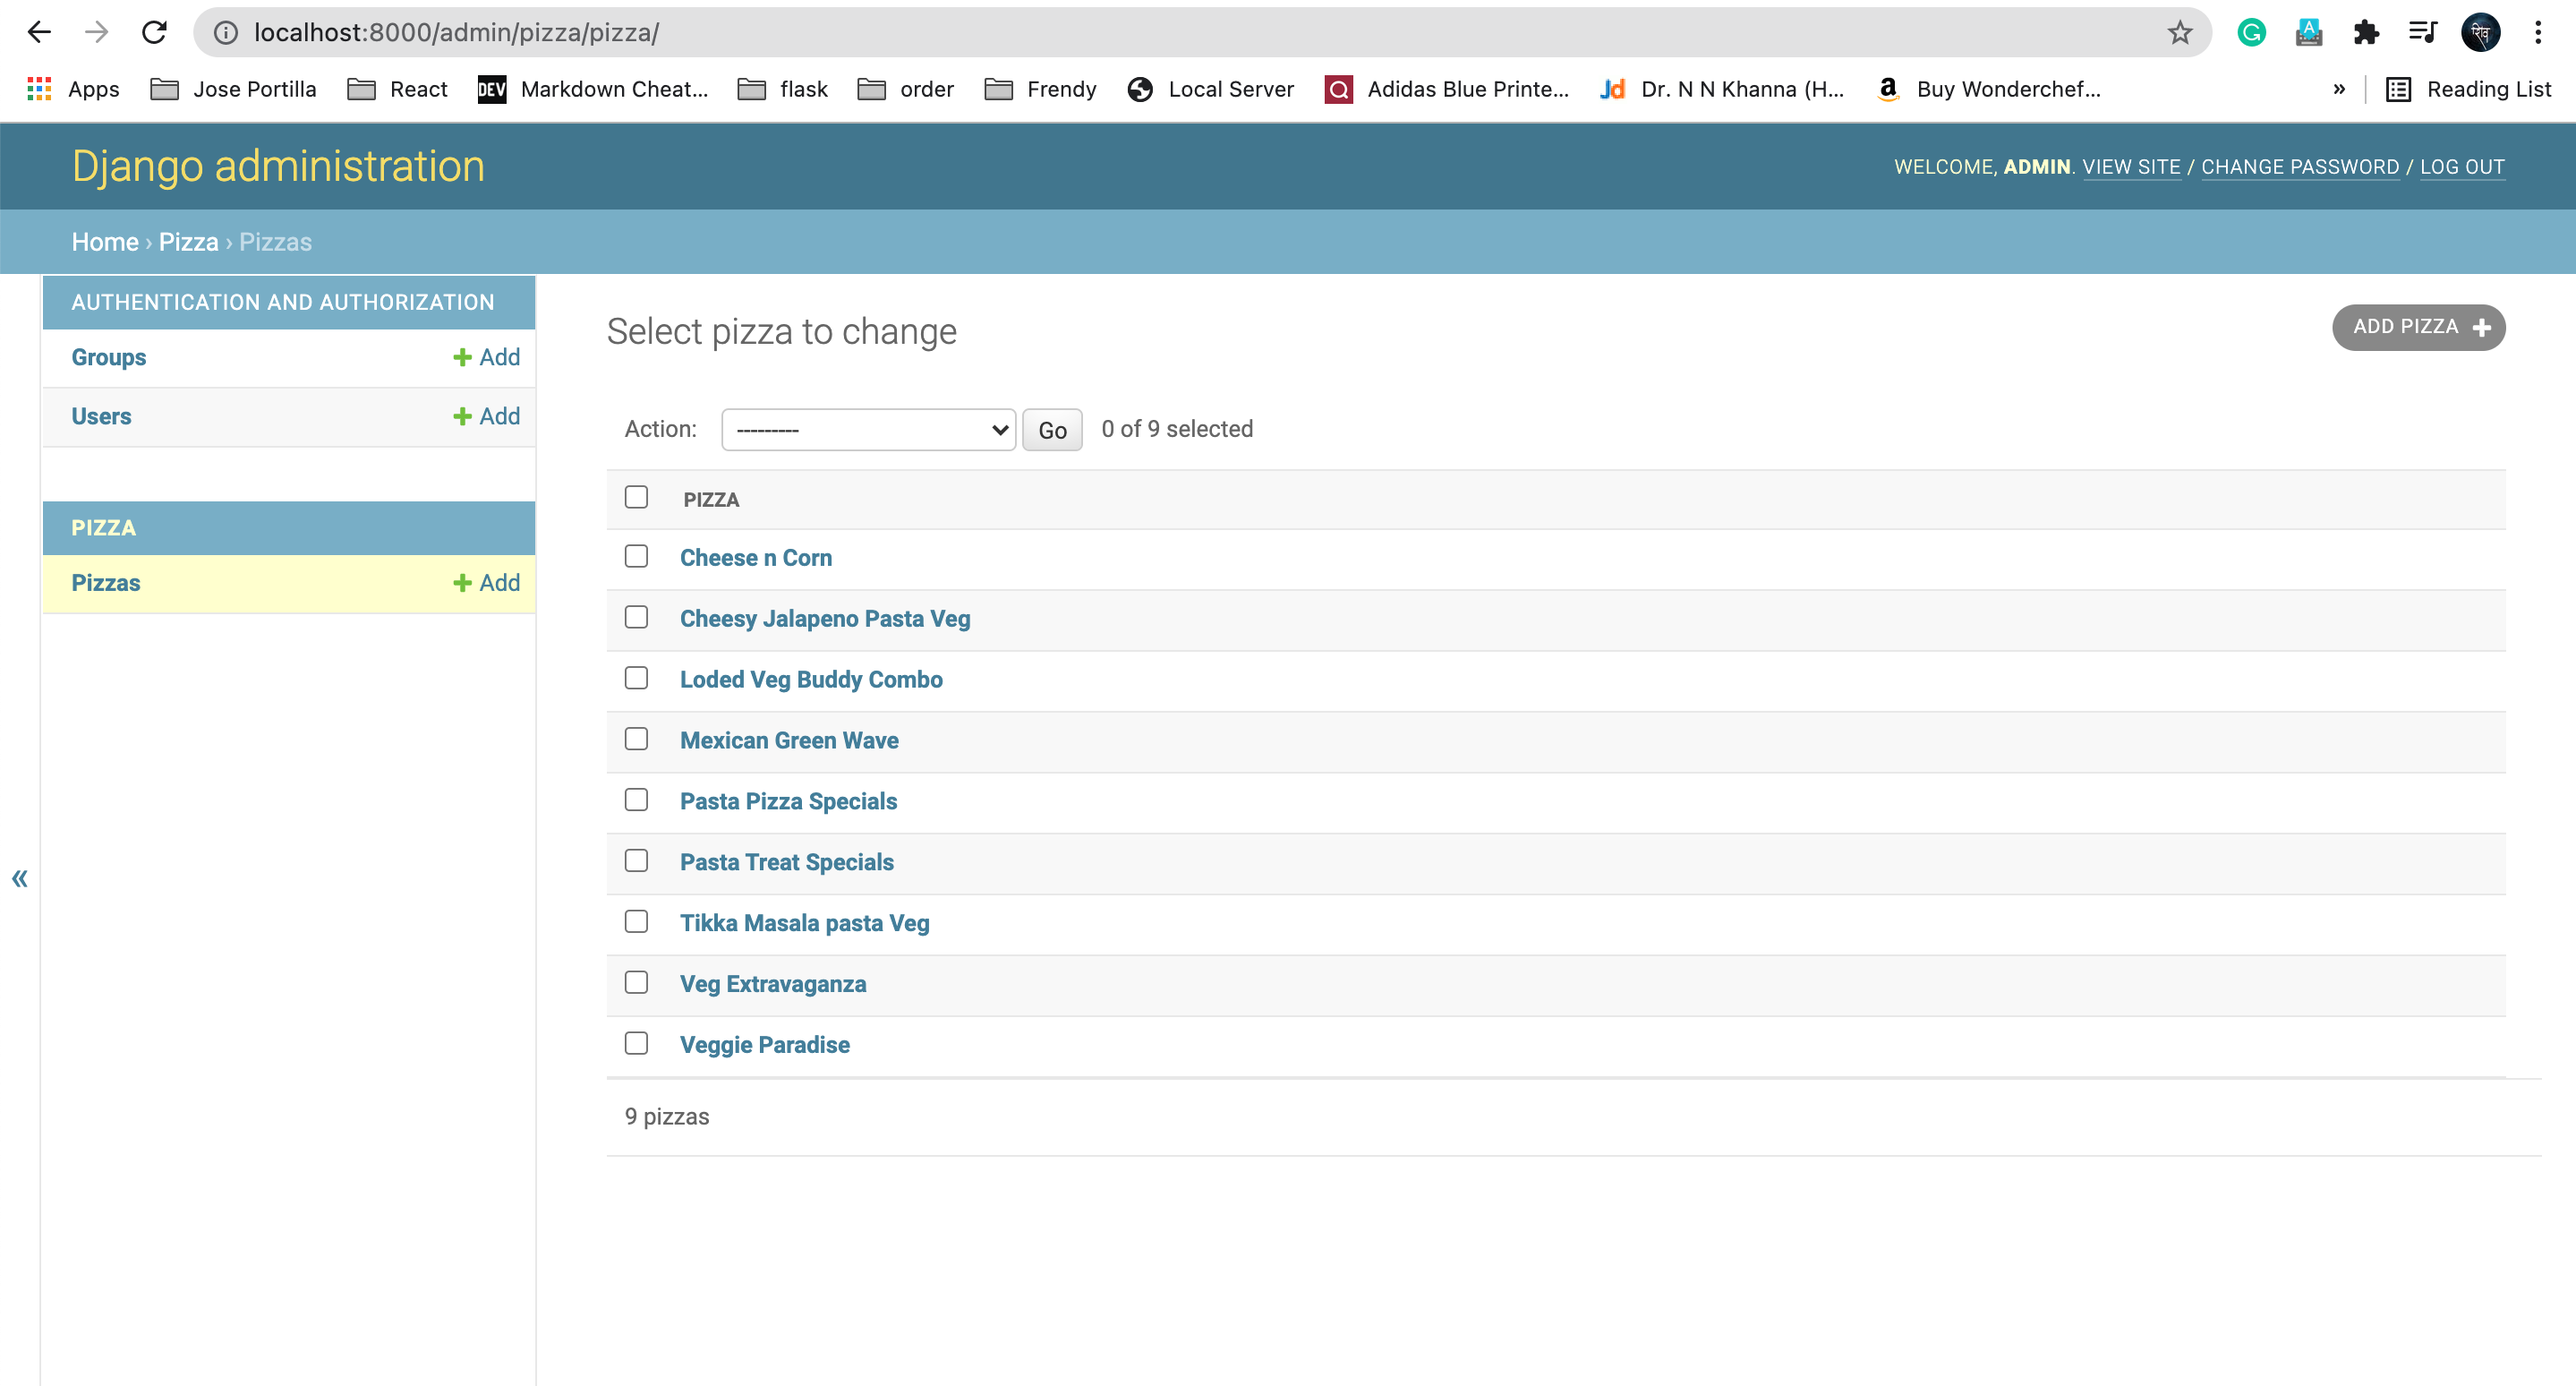 localhost:8000/admin/pizza/pizza/
Apps Jose Portilla React DEV Markdown Cheat... flask order Frendy Local Server Adidas Blue Printe... Jd Dr. N N Khanna (H... a Buy Wonderchef... » Reading List
Django administration
WELCOME, ADMIN. VIEW SITE / CHANGE PASSWORD / LOG OUT
Home › Pizza › Pizzas
AUTHENTICATION AND AUTHORIZATION
Groups + Add
Users + Add
PIZZA
Pizzas + Add
«
Select pizza to change
ADD PIZZA +
Action: --------- Go 0 of 9 selected
PIZZA
Cheese n Corn
Cheesy Jalapeno Pasta Veg
Loded Veg Buddy Combo
Mexican Green Wave
Pasta Pizza Specials
Pasta Treat Specials
Tikka Masala pasta Veg
Veg Extravaganza
Veggie Paradise
9 pizzas